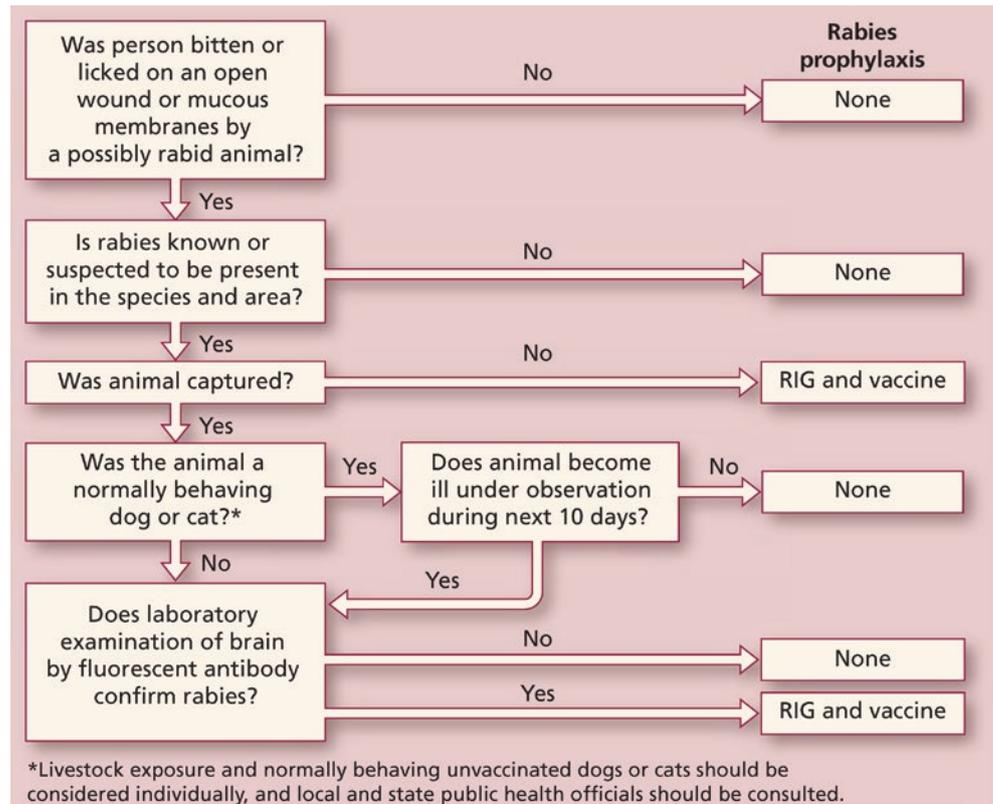 Was person bitten or
licked on an open
wound or mucous
membranes by
a possibly rabid animal?
No
Rabies
prophylaxis
None
Yes
Is rabies known or
suspected to be present
in the species and area?
No
None
Yes
Was animal captured?
No
RIG and vaccine
Yes
Was the animal a
normally behaving
dog or cat?*
Yes
Does animal become
ill under observation
during next 10 days?
No
None
No
Yes
Does laboratory
examination of brain
by fluorescent antibody
confirm rabies?
No
None
Yes
RIG and vaccine
*Livestock exposure and normally behaving unvaccinated dogs or cats should be
considered individually, and local and state public health officials should be consulted.